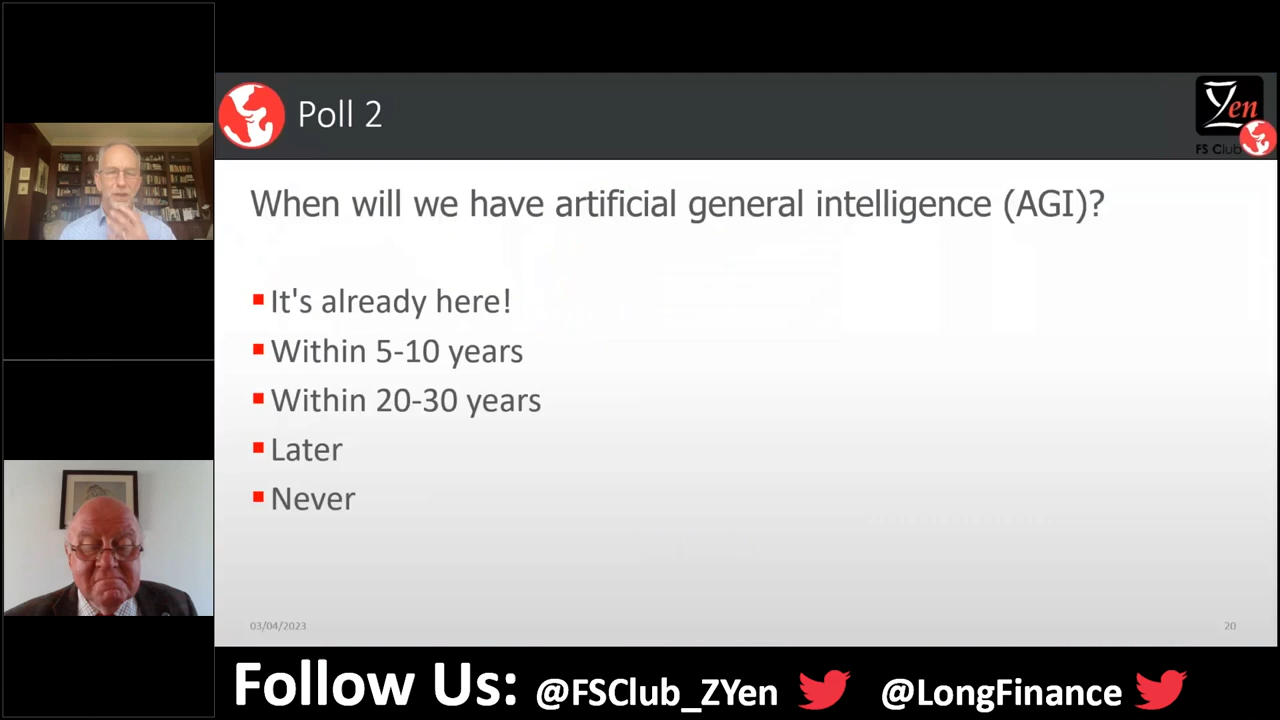 Poll 2
Yen
FS Club
When will we have artificial general intelligence (AGI)?
It's already here!
Within 5-10 years
Within 20-30 years
Later
Never
03/04/2023
20
Follow Us: @FSClub_ZYen @LongFinance